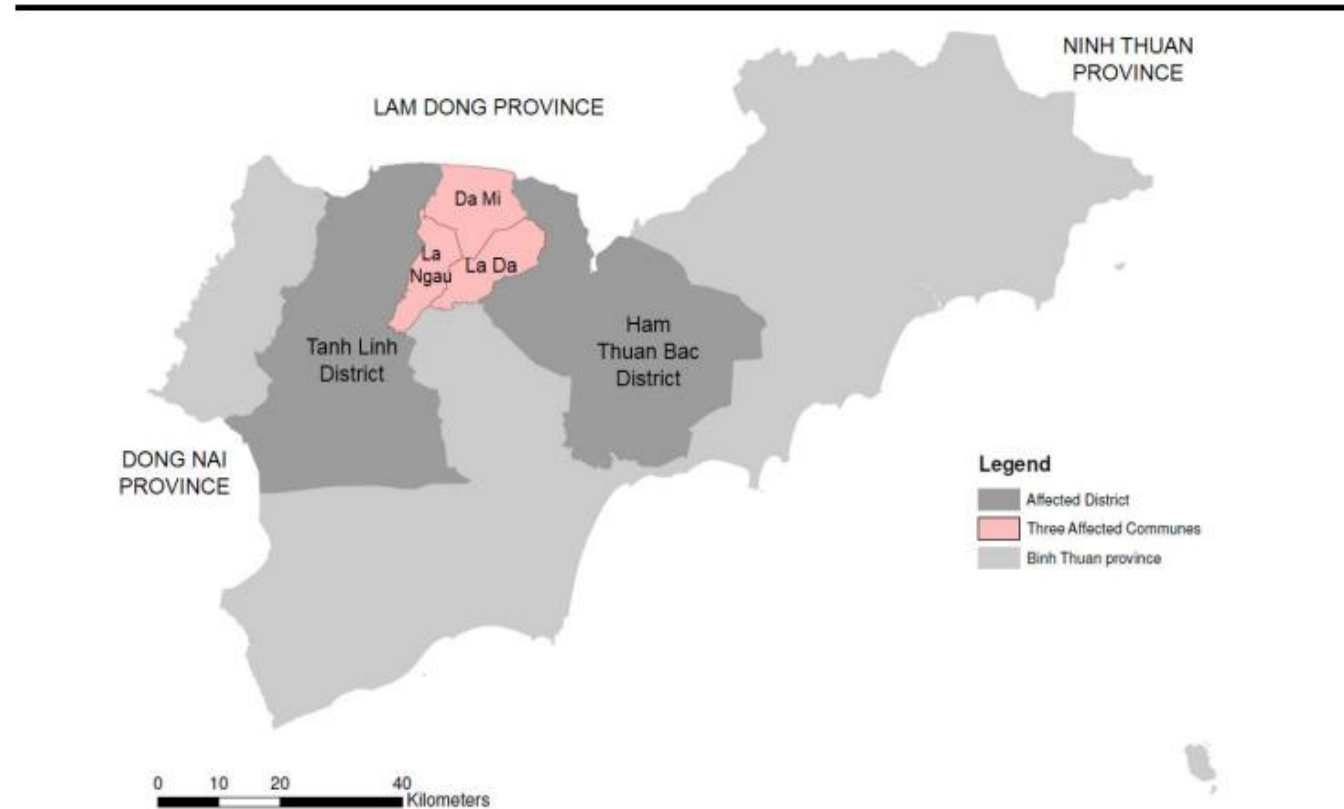 NINH THUAN
PROVINCE
LAM DONG PROVINCE
Da Mi
La
Ngau
La Da
Tanh Linh
District
Ham
Thuan Bac
District
DONG NAI
PROVINCE
Legend
Affected District
Three Affected Communes
Binh Thuan province
0 10 20 40
Kilometers